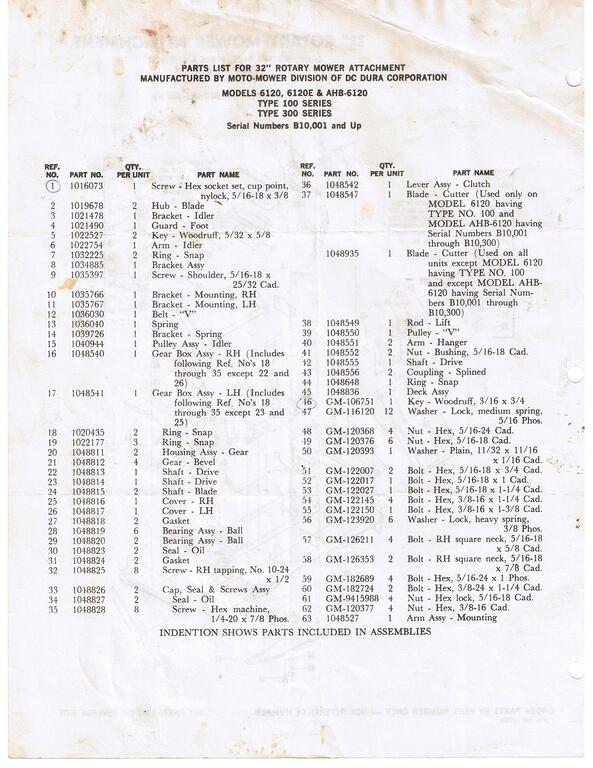 PARTS LIST FOR 32" ROTARY MOWER ATTACHMENT
MANUFACTURED BY MOTO-MOWER DIVISION OF DC DURA CORPORATION
MODELS 6120, 6120E & AHB-6120
TYPE 100 SERIES
TYPE 300 SERIES
Serial Numbers B10,001 and Up
REF. NO. PART NO. QTY. PER UNIT PART NAME
1 1016073 1 Screw - Hex socket set, cup point,
nylock, 5/16-18 x 3/8
2 1019678 2 Hub - Blade
3 1021478 1 Bracket - Idler
4 1021490 1 Guard - Foot
5 1022527 2 Key - Woodruff, 5/32 x 5/8
6 1022754 1 Arm - Idler
7 1032225 2 Ring - Snap
8 1034885 1 Bracket Assy
9 1035397 1 Screw - Shoulder, 5/16-18 x
25/32 Cad.
10 1035766 1 Bracket - Mounting, RH
11 1035767 1 Bracket - Mounting, LH
12 1036030 1 Belt - "V"
13 1036040 1 Spring
14 1039726 1 Bracket - Spring
15 1040944 1 Pulley Assy - Idler
16 1048540 1 Gear Box Assy - RH (Includes
following Ref. No's 18
through 35 except 22 and
26)
17 1048541 1 Gear Box Assy - LH (Includes
following Ref. No's 18
through 35 except 23 and
25)
18 1020435 2 Ring - Snap
19 1022177 3 Ring - Snap
20 1048811 2 Housing Assy - Gear
21 1048812 4 Gear - Bevel
22 1048813 1 Shaft - Drive
23 1048814 1 Shaft - Drive
24 1048815 2 Shaft - Blade
25 1048816 1 Cover - RH
26 1048817 1 Cover - LH
27 1048818 2 Gasket
28 1048819 6 Bearing Assy - Ball
29 1048820 2 Bearing Assy - Ball
30 1048823 2 Seal - Oil
31 1048824 2 Gasket
32 1048825 8 Screw - RH tapping, No. 10-24
x 1/2
33 1048826 2 Cap, Seal & Screws Assy
34 1048827 2 Seal - Oil
35 1048828 8 Screw - Hex machine,
1/4-20 x 7/8 Phos.
REF. NO. PART NO. QTY. PER UNIT PART NAME
36 1048542 1 Lever Assy - Clutch
37 1048547 1 Blade - Cutter (Used only on
MODEL 6120 having
TYPE NO. 100 and
MODEL AHB-6120 having
Serial Numbers B10,001
through B10,300)
1048935 1 Blade - Cutter (Used on all
units except MODEL 6120
having TYPE NO. 100
and except MODEL AHB-
6120 having Serial Num-
bers B10,001 through
B10,300)
38 1048549 1 Rod - Lift
39 1048550 1 Pulley - "V"
40 1048551 2 Arm - Hanger
41 1048552 2 Nut - Bushing, 5/16-18 Cad.
42 1048555 1 Shaft - Drive
43 1048556 2 Coupling - Splined
44 1048648 1 Ring - Snap
45 1048836 1 Deck Assy
46 GM-106751 1 Key - Woodruff, 3/16 x 3/4
47 GM-116120 12 Washer - Lock, medium spring,
5/16 Phos.
48 GM-120368 4 Nut - Hex, 5/16-24 Cad.
49 GM-120376 6 Nut - Hex, 5/16-18 Cad.
50 GM-120393 1 Washer - Plain, 11/32 x 11/16
x 1/16 Cad.
51 GM-122007 2 Bolt - Hex, 5/16-18 x 3/4 Cad.
52 GM-122017 1 Bolt - Hex, 5/16-18 x 1 Cad.
53 GM-122027 1 Bolt - Hex, 5/16-18 x 1-1/4 Cad.
54 GM-122145 4 Bolt - Hex, 3/8-16 x 1-1/4 Cad.
55 GM-122150 1 Bolt - Hex, 3/8-16 x 1-3/8 Cad.
56 GM-123920 6 Washer - Lock, heavy spring,
3/8 Phos.
57 GM-126211 4 Bolt - RH square neck, 5/16-18
x 5/8 Cad.
58 GM-126353 2 Bolt - RH square neck, 5/16-18
x 7/8 Cad.
59 GM-182689 4 Bolt - Hex, 5/16-24 x 1 Phos.
60 GM-182724 2 Bolt - Hex, 3/8-24 x 1-3/4 Cad.
61 GM-9415988 4 Nut - Hex lock, 5/16-18 Cad.
62 GM-120377 4 Nut - Hex, 3/8-16 Cad.
63 1048527 1 Arm Assy - Mounting
INDENTION SHOWS PARTS INCLUDED IN ASSEMBLIES